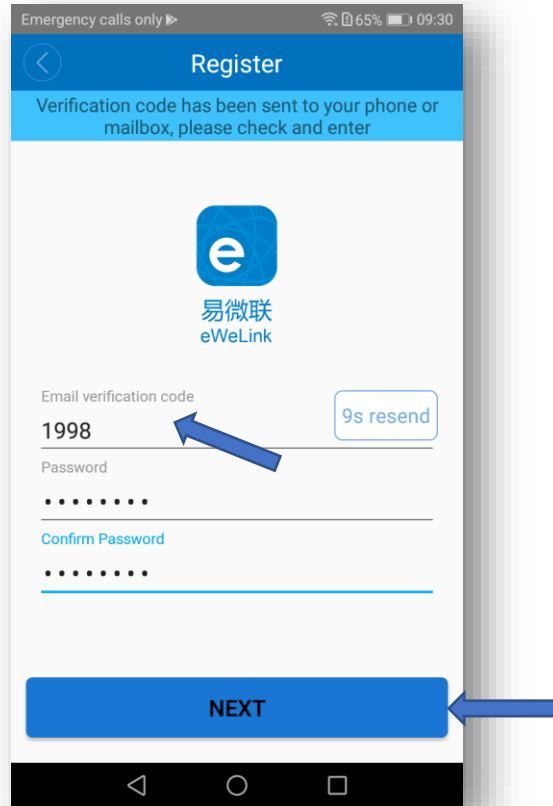 Emergency calls only 65% 09:30
Register
Verification code has been sent to your phone or
mailbox, please check and enter
e
易微联
eWeLink
Email verification code
1998
9s resend
Password
••••••••
Confirm Password
••••••••
NEXT